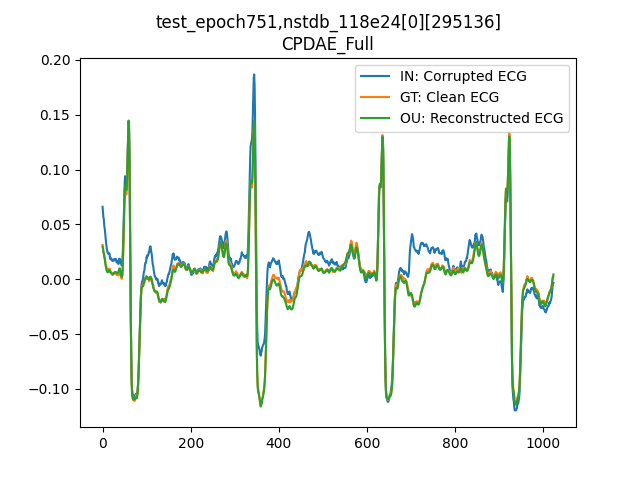 test_epoch751,nstdb_118e24[0][295136]
CPDAE_Full
IN: Corrupted ECG
GT: Clean ECG
OU: Reconstructed ECG
0.20
0.15
0.10
0.05
0.00
−0.05
−0.10
0 200 400 600 800 1000